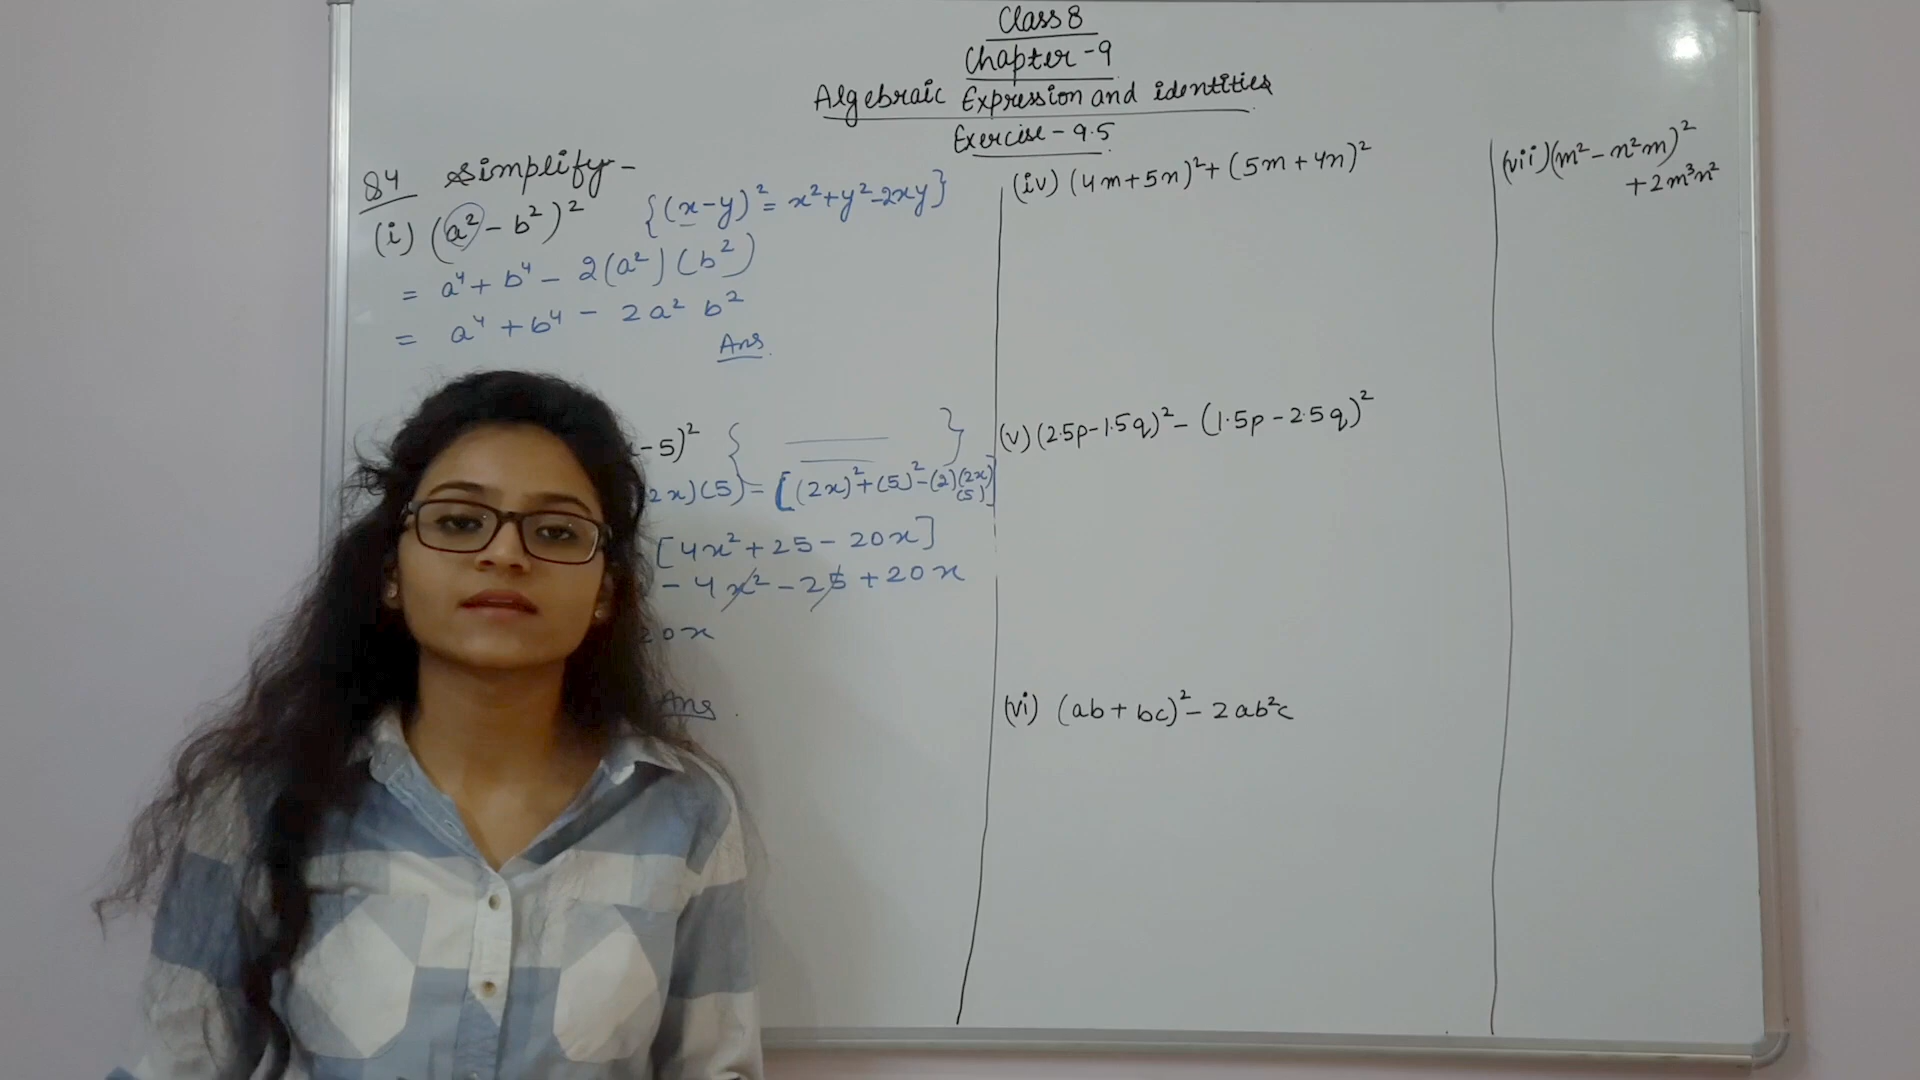 Class 8
Chapter - 9
Algebraic Expression and identities
Exercise - 9.5
Q4 Simplify -
(i) (a² - b²)² {(x-y)² = x²+y²-2xy}
= a⁴ + b⁴ - 2(a²)(b²)
= a⁴ + b⁴ - 2a² b²
Ans.
-5)² { }
2x)(5) = [(2x)²+(5)²-(2)(2x)(5)]
[4x² + 25 - 20x]
- 4x² - 25 + 20x
20x
Ans.
(iv) (4m+5n)² + (5m+4n)²
(v) (2.5p-1.5q)² - (1.5p-2.5q)²
(vi) (ab + bc)² - 2ab²c
(vii) (m² - n²m)²
+ 2m³n²